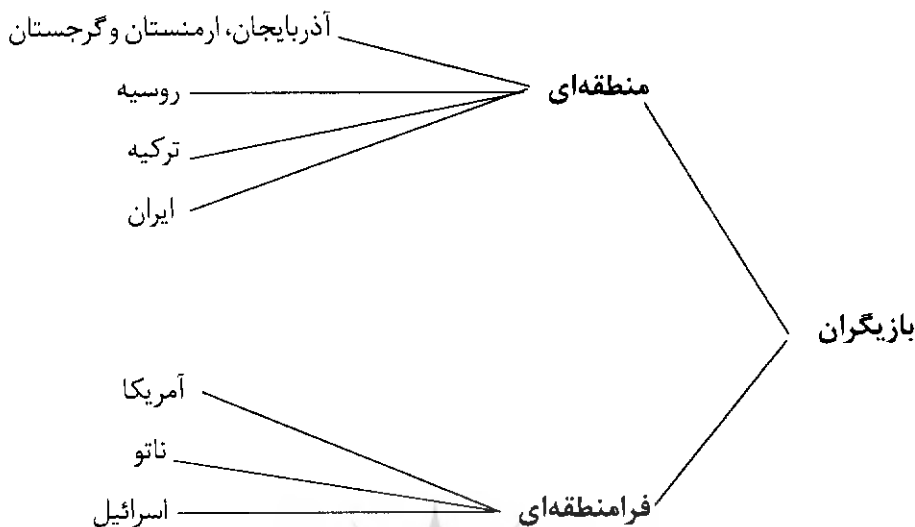 بازیگران
منطقه‌ای
آذربایجان، ارمنستان و گرجستان
روسیه
ترکیه
ایران
فرامنطقه‌ای
آمریکا
ناتو
اسرائیل